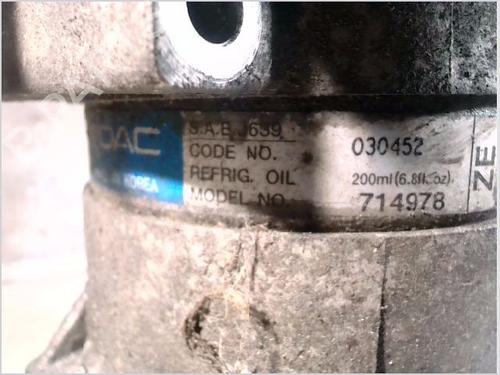 DAC
KOREA
S.A.E J639
CODE NO. 030452
REFRIG. OIL 200ml(6.8fl.oz)
MODEL NO. 714978
ZE